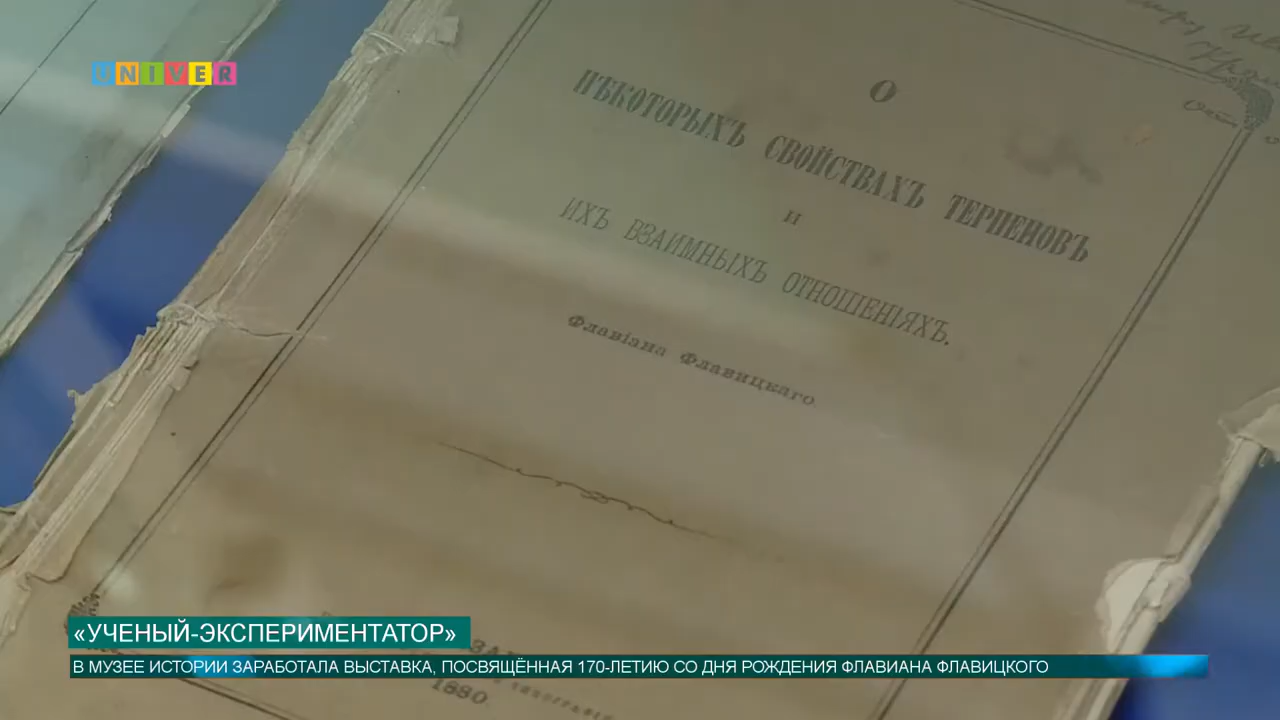 UNIVER
О
НѢКОТОРЫХЪ СВОЙСТВАХЪ ТЕРПЕНОВЪ
И
ИХЪ ВЗАИМНЫХЪ ОТНОШЕНІЯХЪ.
Флавіана Флавицкаго.
1880
«УЧЕНЫЙ-ЭКСПЕРИМЕНТАТОР»
В МУЗЕЕ ИСТОРИИ ЗАРАБОТАЛА ВЫСТАВКА, ПОСВЯЩЁННАЯ 170-ЛЕТИЮ СО ДНЯ РОЖДЕНИЯ ФЛАВИАНА ФЛАВИЦКОГО